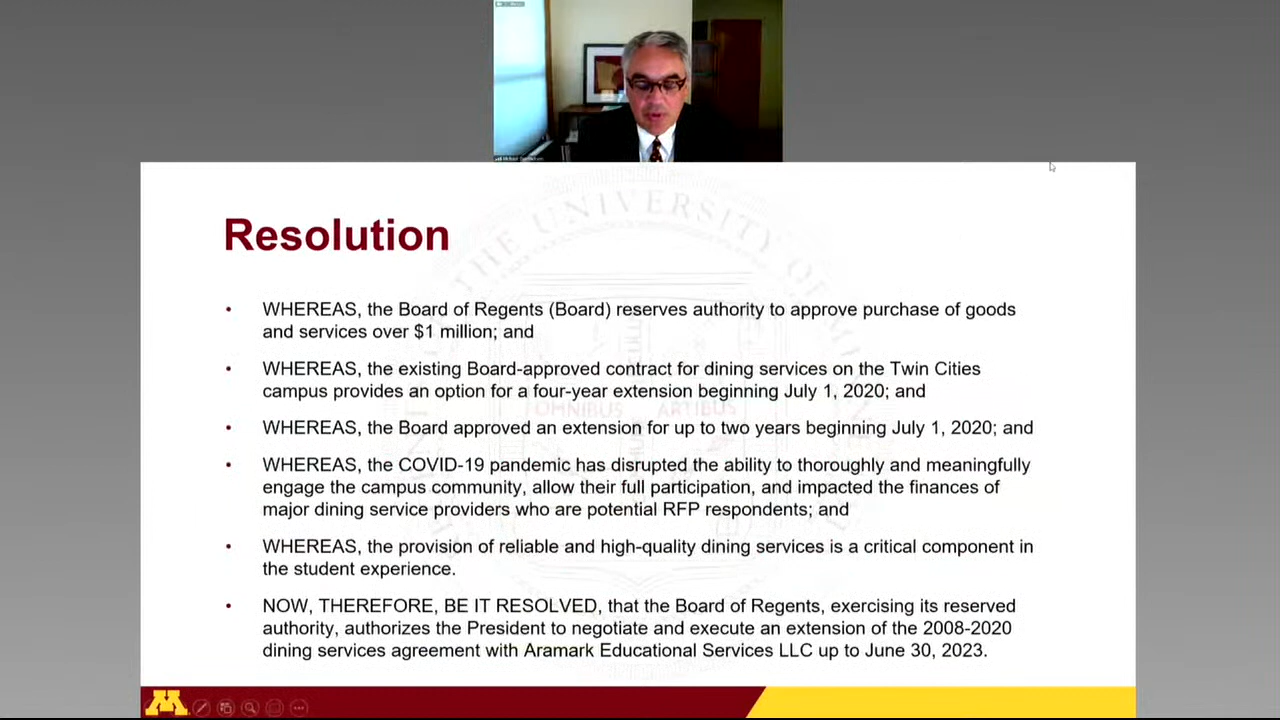 Resolution
• WHEREAS, the Board of Regents (Board) reserves authority to approve purchase of goods
and services over $1 million; and
• WHEREAS, the existing Board-approved contract for dining services on the Twin Cities
campus provides an option for a four-year extension beginning July 1, 2020; and
• WHEREAS, the Board approved an extension for up to two years beginning July 1, 2020; and
• WHEREAS, the COVID-19 pandemic has disrupted the ability to thoroughly and meaningfully
engage the campus community, allow their full participation, and impacted the finances of
major dining service providers who are potential RFP respondents; and
• WHEREAS, the provision of reliable and high-quality dining services is a critical component in
the student experience.
• NOW, THEREFORE, BE IT RESOLVED, that the Board of Regents, exercising its reserved
authority, authorizes the President to negotiate and execute an extension of the 2008-2020
dining services agreement with Aramark Educational Services LLC up to June 30, 2023.
THE UNIVERSITY OF
OMNIBUS ARTIBUS
M